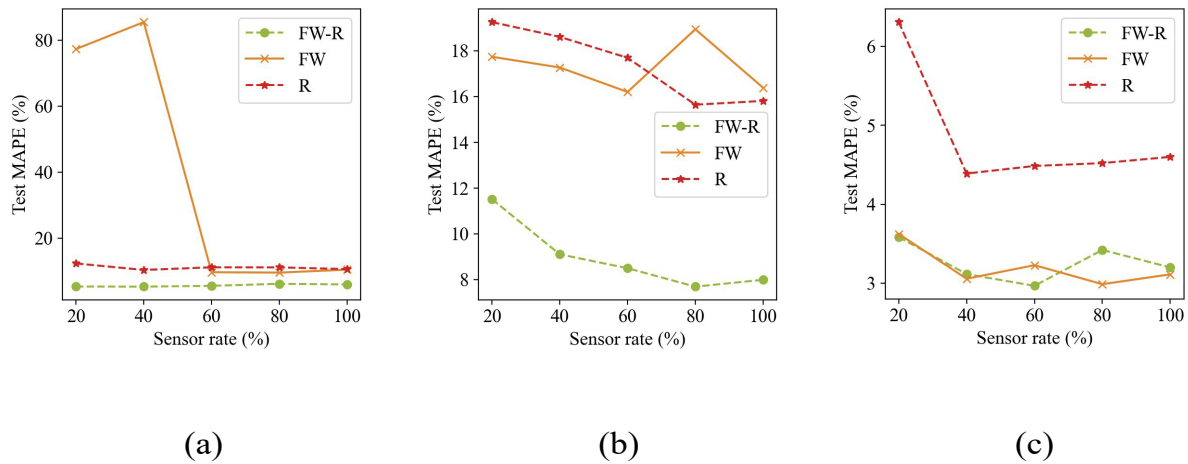 80
60
40
20
Test MAPE (%)
FW-R
FW
R
20 40 60 80 100
Sensor rate (%)
(a)
18
16
14
12
10
8
Test MAPE (%)
FW-R
FW
R
20 40 60 80 100
Sensor rate (%)
(b)
6
5
4
3
Test MAPE (%)
FW-R
FW
R
20 40 60 80 100
Sensor rate (%)
(c)